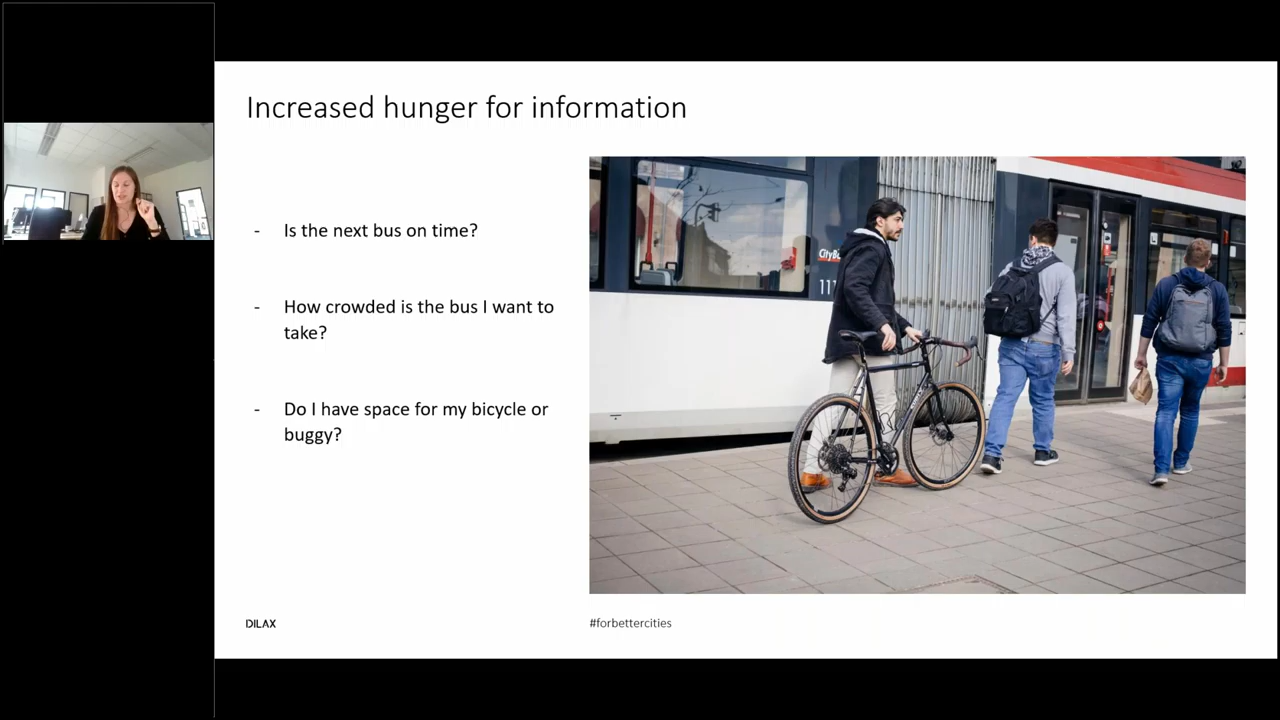 Increased hunger for information
- Is the next bus on time?
- How crowded is the bus I want to
take?
- Do I have space for my bicycle or
buggy?
DILAX
#forbettercities